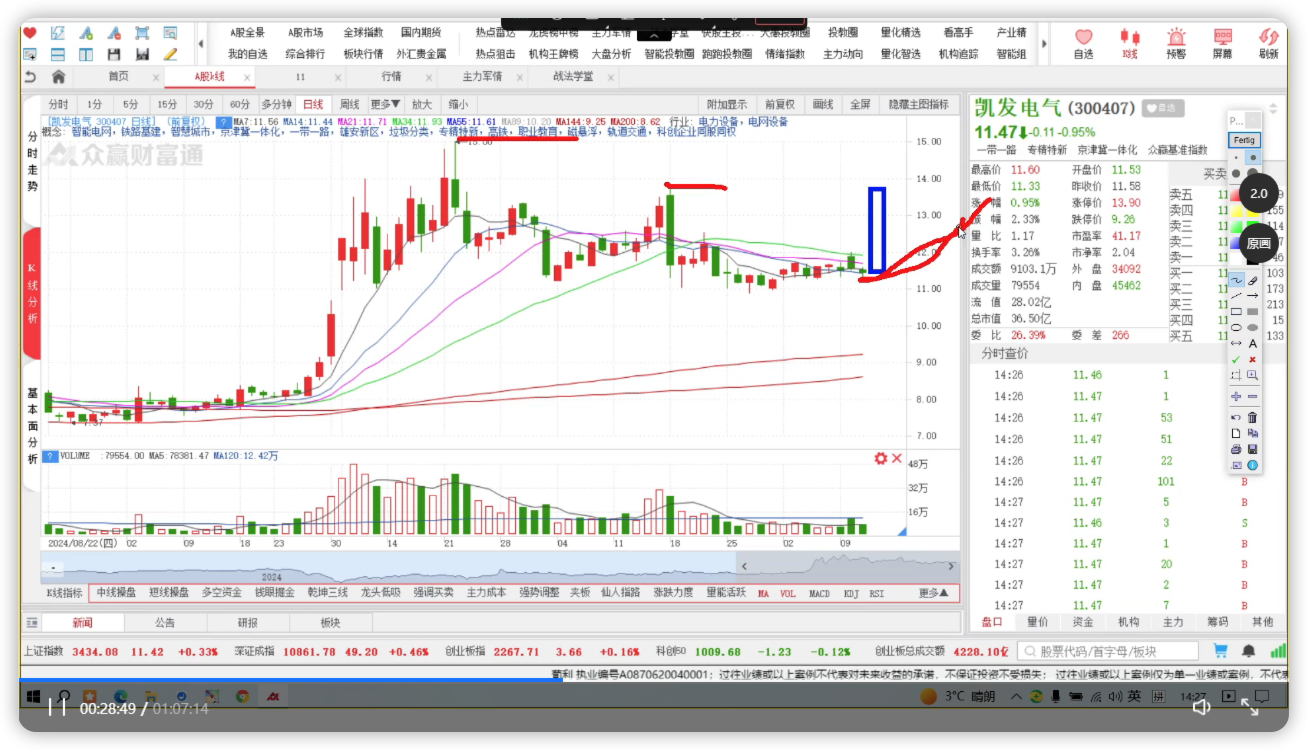 A股全景 A股市场 全球指数 国内期货 投教圈 量化精选 看高手 产业精
我的自选 综合排行 板块行情 外汇贵金属 热点狙击 机构王牌榜 大盘分析 智能投教圈 跑跑投教圈 情绪指数 主力动向 量化智选 机构追踪 智能组
自选 均线 预警 屏幕 刷新
首页 A股K线 11 行情 主力军情 战法学堂
分时 1分 5分 15分 30分 60分 多分钟 日线 周线 更多▼ 放大 缩小 附加显示 前复权 画线 全屏 隐藏主图指标
[凯发电气 300407 日线] (前复权) ? MA7:11.56 MA14:11.44 MA21:11.71 MA34:11.93 MA55:11.61 MA89:10.20 MA144:9.25 MA200:8.62 行业: 电力设备, 电网设备
概念: 智能电网, 铁路基建, 智慧城市, 京津冀一体化, 一带一路, 雄安新区, 垃圾分类, 专精特新, 高铁, 职业教育, 磁悬浮, 轨道交通, 科创企业同股同权
众赢财富通
分时走势
K线分析
基本面分析
15.00
14.00
13.00
12.00
11.00
10.00
9.00
8.00
7.00
15.00
7.37
? VOLUME :79554.00 MA5:78381.47 MA120:12.42万
48万
32万
16万
2024/08/22(四) 02 09 18 23 30 14 21 28 04 11 18 25 02 09
2024
K线指标 中线操盘 短线操盘 多空资金 钱眼掘金 乾坤三线 龙头低吸 强调买卖 主力成本 强势调整 夹板 仙人指路 涨跌力度 量能活跃 MA VOL MACD KDJ RSI 更多▲
新闻 公告 研报 板块
凯发电气 (300407) 自选
11.47 -0.11 -0.95%
一带一路 专精特新 京津冀一体化 众赢基准指数
最高价 11.60 开盘价 11.53
最低价 11.33 昨收价 11.58
涨 幅 0.95% 涨停价 13.90
振 幅 2.33% 跌停价 9.26
量 比 1.17 市盈率 41.17
换手率 3.26% 市净率 2.04
成交额 9103.1万 外 盘 34092
成交量 79554 内 盘 45462
流 值 28.02亿
总市值 36.50亿
委 比 26.39% 委 差 266
买卖
卖五 11
卖四 11 155
卖三 11 114
卖二 11
卖一 11 46
买一 11 103
买二 11 173
买三 11 213
买四 11 15
买五 11 133
P...
Fertig
2.0
原画
A
分时查价
14:26 11.46 1
14:26 11.47 1
14:26 11.47 53
14:26 11.47 51
14:26 11.47 22
14:26 11.47 101 B
14:27 11.47 5 B
14:27 11.46 3 S
14:27 11.47 1 B
14:27 11.47 20 B
14:27 11.47 2 B
14:27 11.47 7 B
盘口 量价 资金 机构 主力 筹码 其他
上证指数 3434.08 11.42 +0.33% 深证成指 10861.78 49.20 +0.46% 创业板指 2267.71 3.66 +0.16% 科创50 1009.68 -1.23 -0.12% 创业板总成交额 4228.10亿 股票代码/首字母/板块
执业编号A0870620040001; 过往业绩或以上案例不代表对未来收益的承诺, 不保证投资不受损失; 过往业绩或以上案例仅为单一业绩或案例, 不代
3°C 晴朗 英 拼 14:27
00:28:49 / 01:07:14